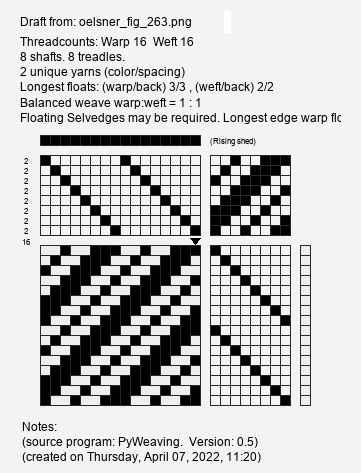 Draft from: oelsner_fig_263.png
Threadcounts: Warp 16 Weft 16
8 shafts. 8 treadles.
2 unique yarns (color/spacing)
Longest floats: (warp/back) 3/3 , (weft/back) 2/2
Balanced weave warp:weft = 1 : 1
Floating Selvedges may be required. Longest edge warp flo
(Rising shed)
2
2
2
2
2
2
2
2
16
Notes:
(source program: PyWeaving. Version: 0.5)
(created on Thursday, April 07, 2022, 11:20)